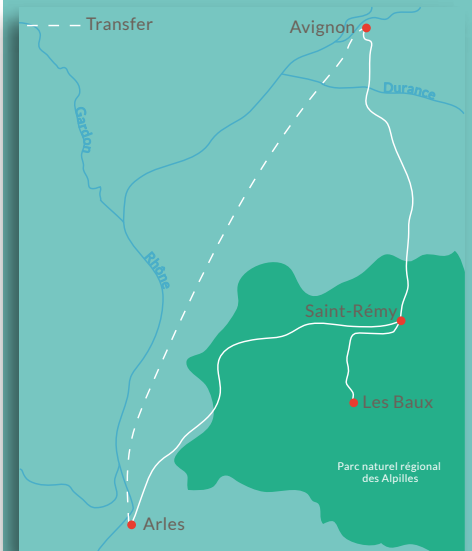 Transfer
Avignon
Durance
Gardon
Rhône
Saint-Rémy
Les Baux
Parc naturel régional
des Alpilles
Arles